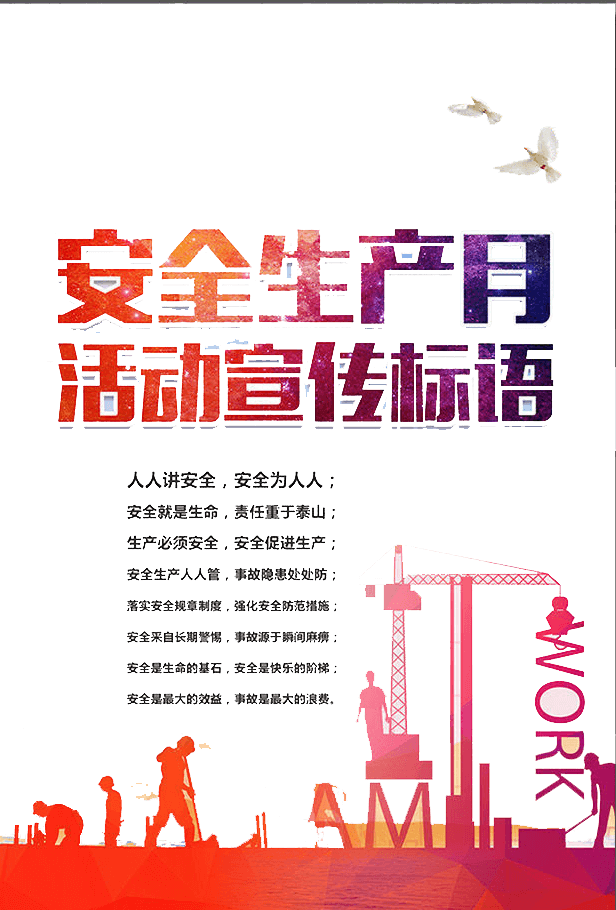 安全生产月
活动宣传标语
人人讲安全，安全为人人；
安全就是生命，责任重于泰山；
生产必须安全，安全促进生产；
安全生产人人管，事故隐患处处防；
落实安全规章制度，强化安全防范措施；
安全来自长期警惕，事故源于瞬间麻痹；
安全是生命的基石，安全是快乐的阶梯；
安全是最大的效益，事故是最大的浪费。
WORK
AM